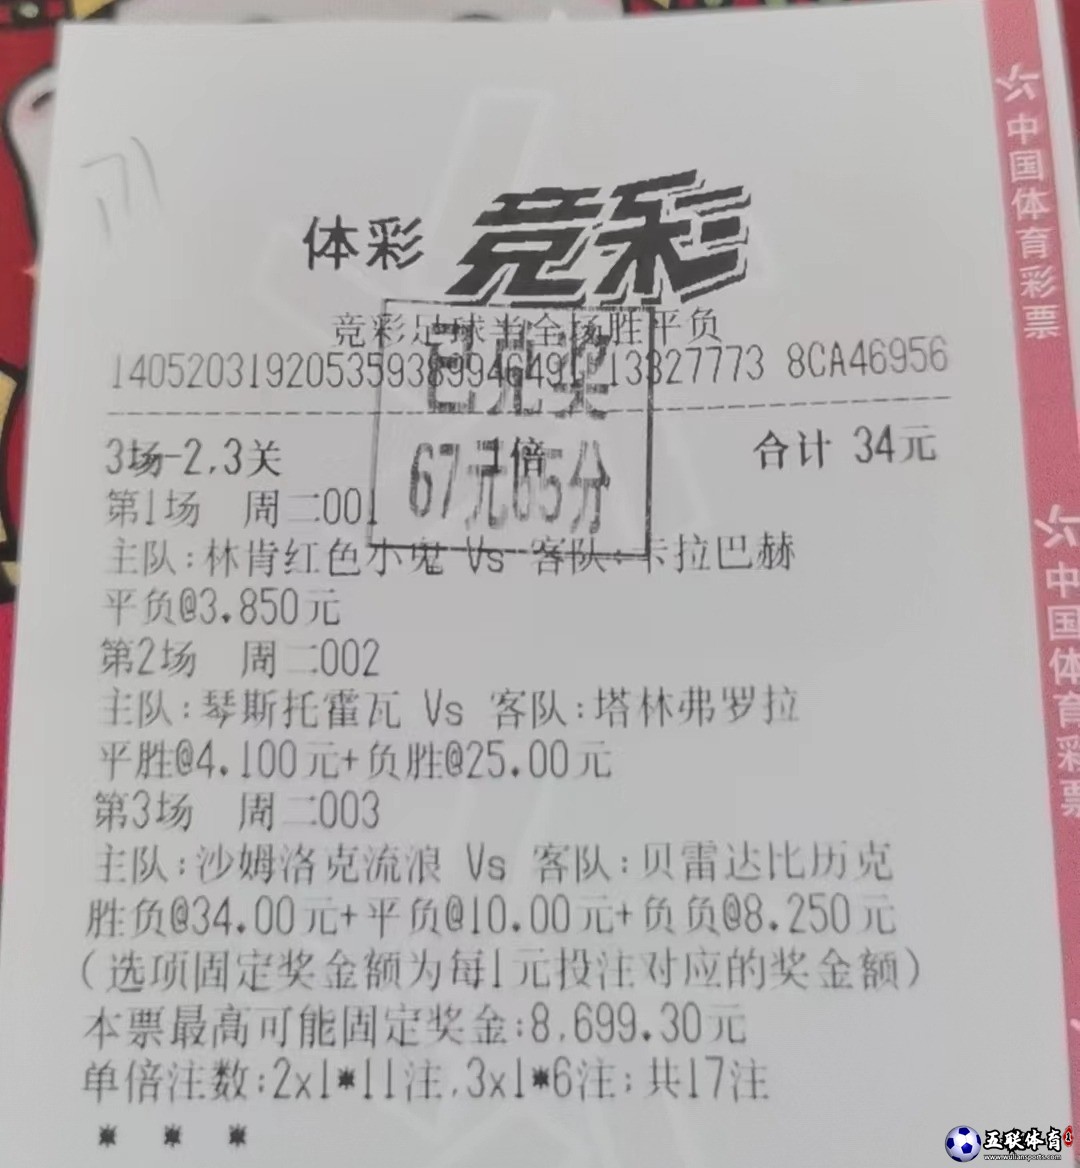 体彩 竞彩
竞彩足球半全场胜平负
14052031920535938994649 13327773 8CA46956
已兑奖
67元65分
3场-2,3关 1倍 合计 34元
第1场 周二001
主队:林肯红色小鬼 Vs 客队:卡拉巴赫
平负@3.850元
第2场 周二002
主队:琴斯托霍瓦 Vs 客队:塔林弗罗拉
平胜@4.100元+负胜@25.00元
第3场 周二003
主队:沙姆洛克流浪 Vs 客队:贝雷达比历克
胜负@34.00元+平负@10.00元+负负@8.250元
(选项固定奖金额为每1元投注对应的奖金额)
本票最高可能固定奖金:8,699.30元
单倍注数:2x1*11注,3x1*6注;共17注
* * *
中国体育彩票
中国体育彩票
互联体育
www.wuliansports.com